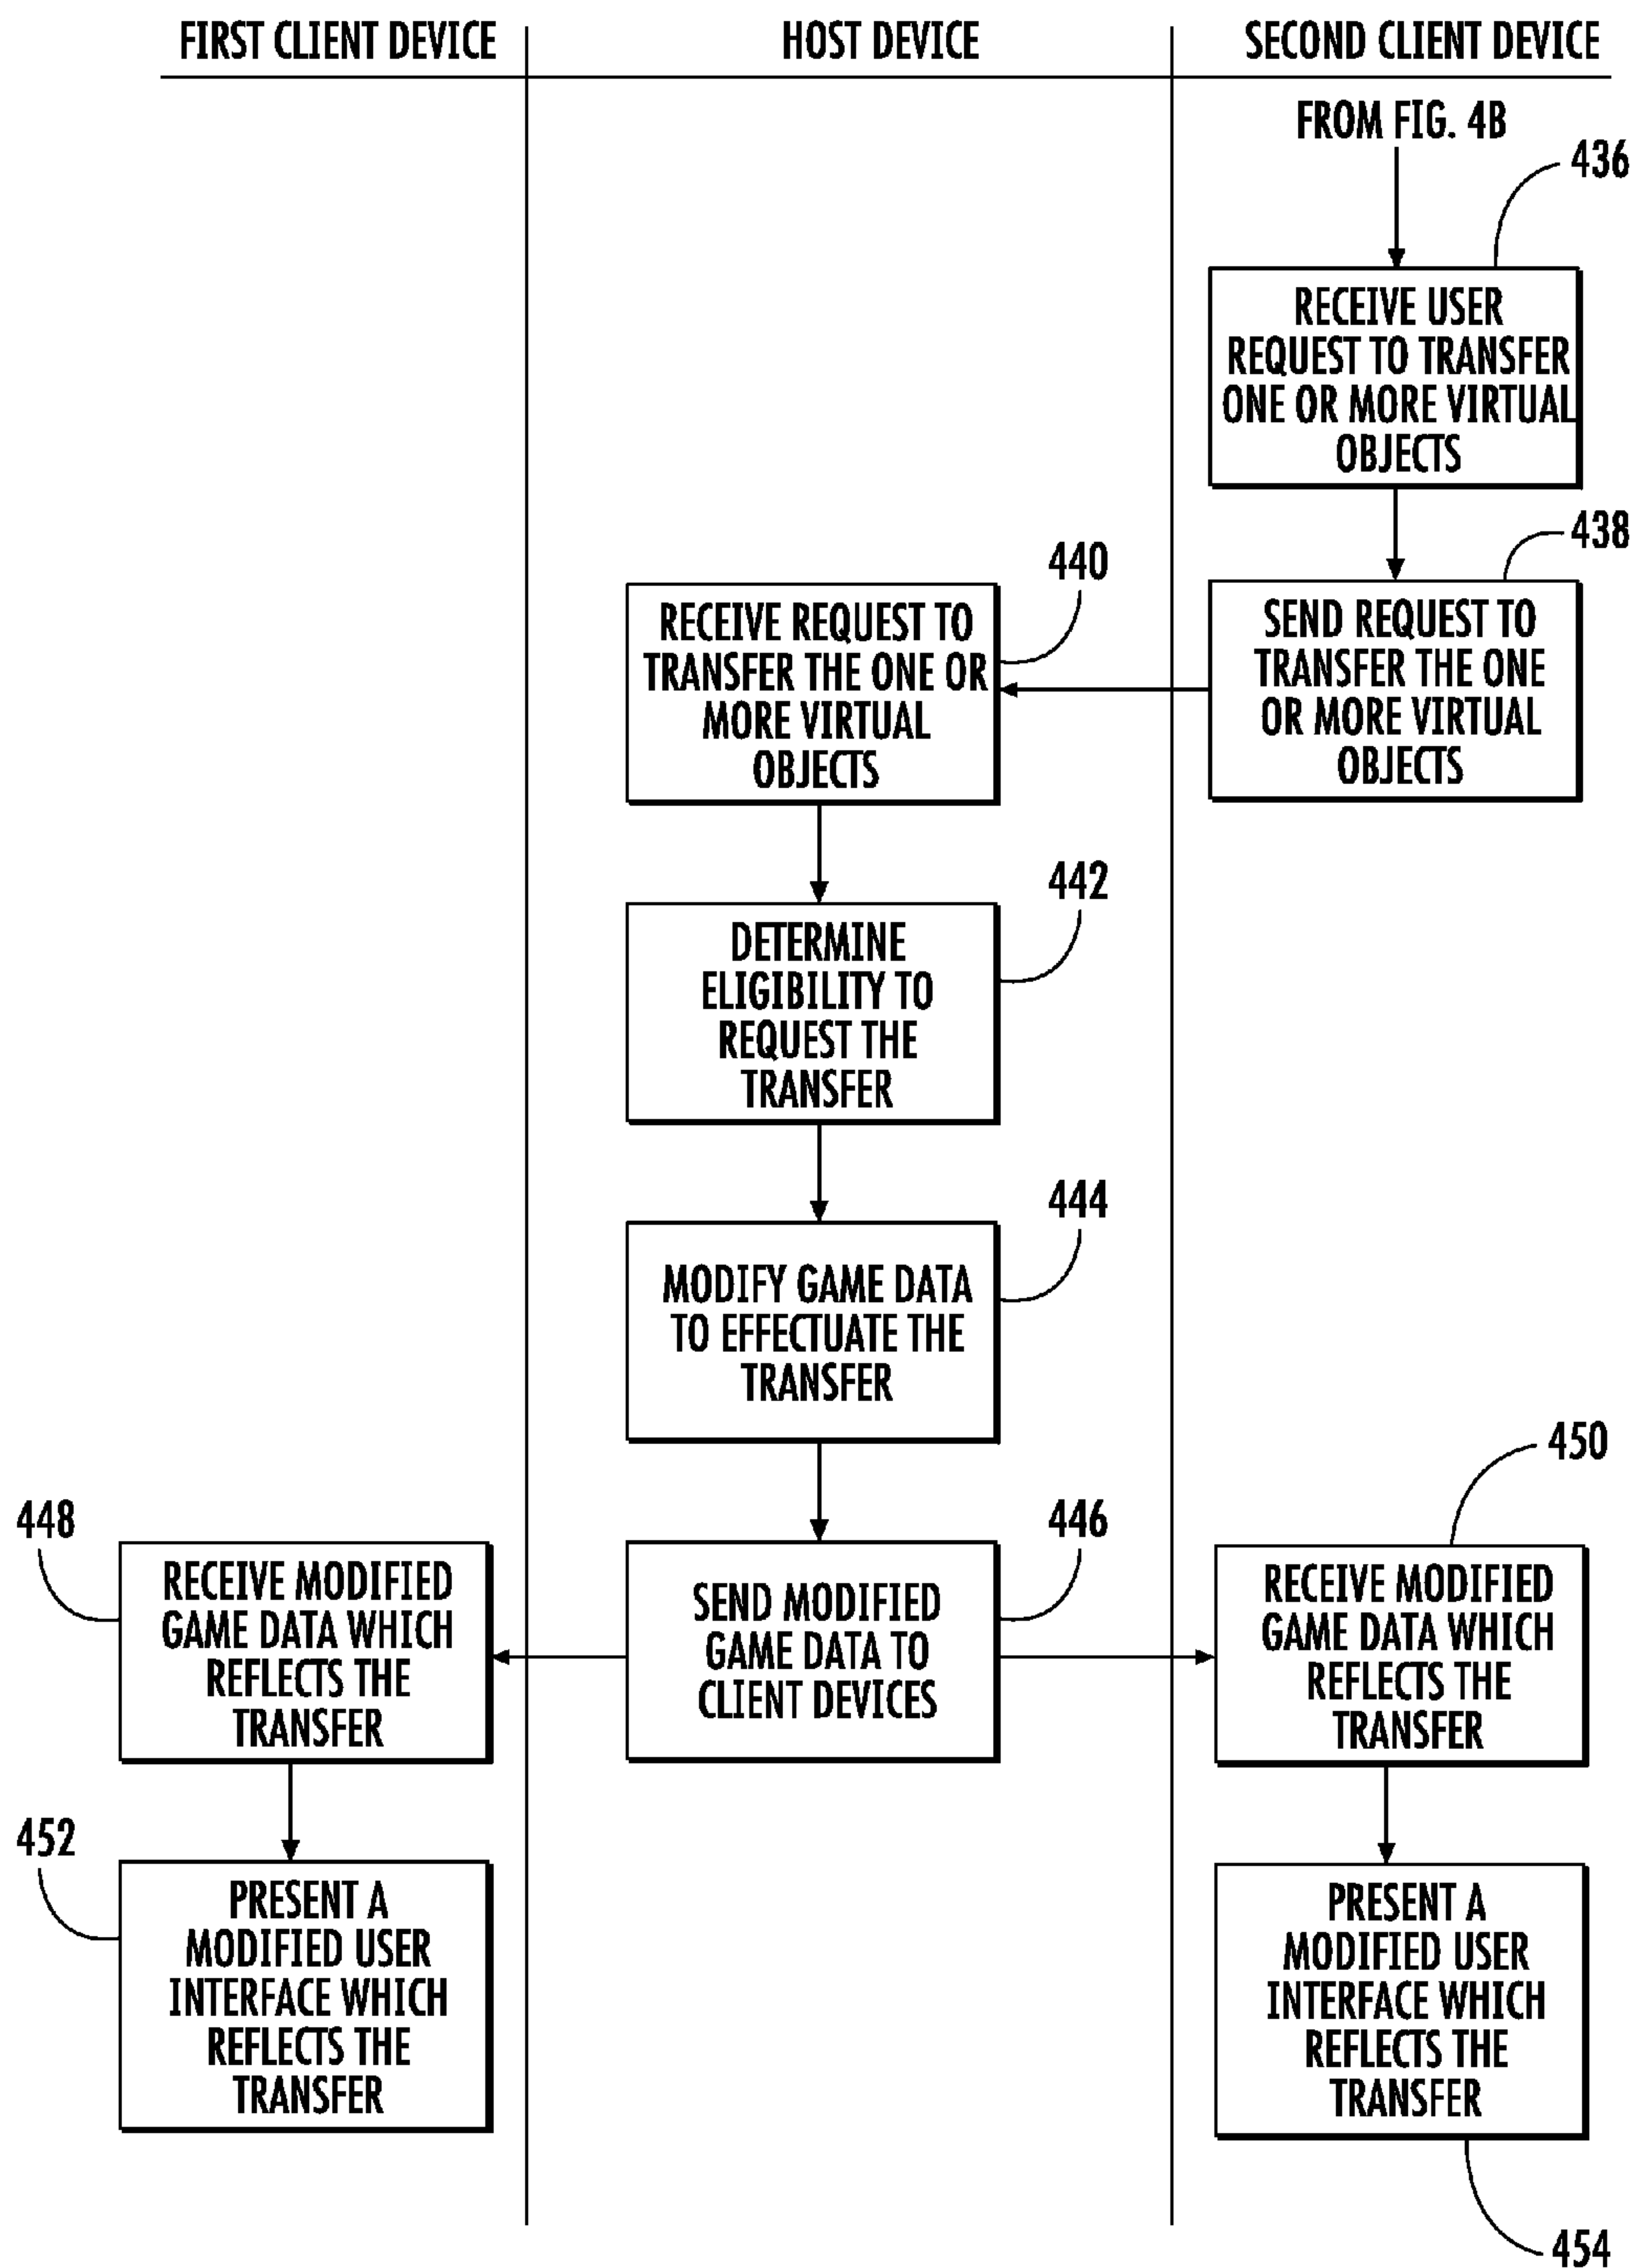 FIRST CLIENT DEVICE
HOST DEVICE
SECOND CLIENT DEVICE
FROM FIG. 4B
436
RECEIVE USER
REQUEST TO TRANSFER
ONE OR MORE VIRTUAL
OBJECTS
438
SEND REQUEST TO
TRANSFER THE ONE
OR MORE VIRTUAL
OBJECTS
440
RECEIVE REQUEST TO
TRANSFER THE ONE OR
MORE VIRTUAL
OBJECTS
442
DETERMINE
ELIGIBILITY TO
REQUEST THE
TRANSFER
444
MODIFY GAME DATA
TO EFFECTUATE THE
TRANSFER
446
SEND MODIFIED
GAME DATA TO
CLIENT DEVICES
448
RECEIVE MODIFIED
GAME DATA WHICH
REFLECTS THE
TRANSFER
450
RECEIVE MODIFIED
GAME DATA WHICH
REFLECTS THE
TRANSFER
452
PRESENT A
MODIFIED USER
INTERFACE WHICH
REFLECTS THE
TRANSFER
PRESENT A
MODIFIED USER
INTERFACE WHICH
REFLECTS THE
TRANSFER
454